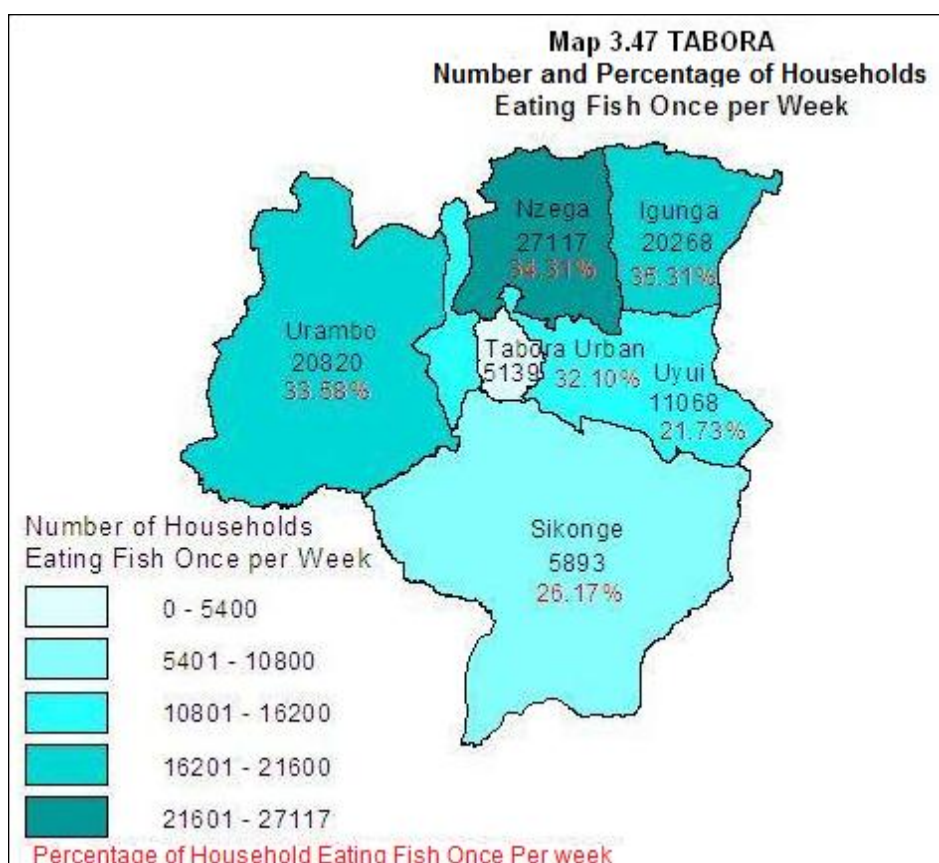 Map 3.47 TABORA
Number and Percentage of Households
Eating Fish Once per Week
Nzega
27117
34.31%
Igunga
20268
35.31%
Urambo
20820
33.58%
Tabora Urban
5139
32.10%
Uyui
11068
21.73%
Sikonge
5893
26.17%
Number of Households
Eating Fish Once per Week
0 - 5400
5401 - 10800
10801 - 16200
16201 - 21600
21601 - 27117
Percentage of Household Eating Fish Once Per week